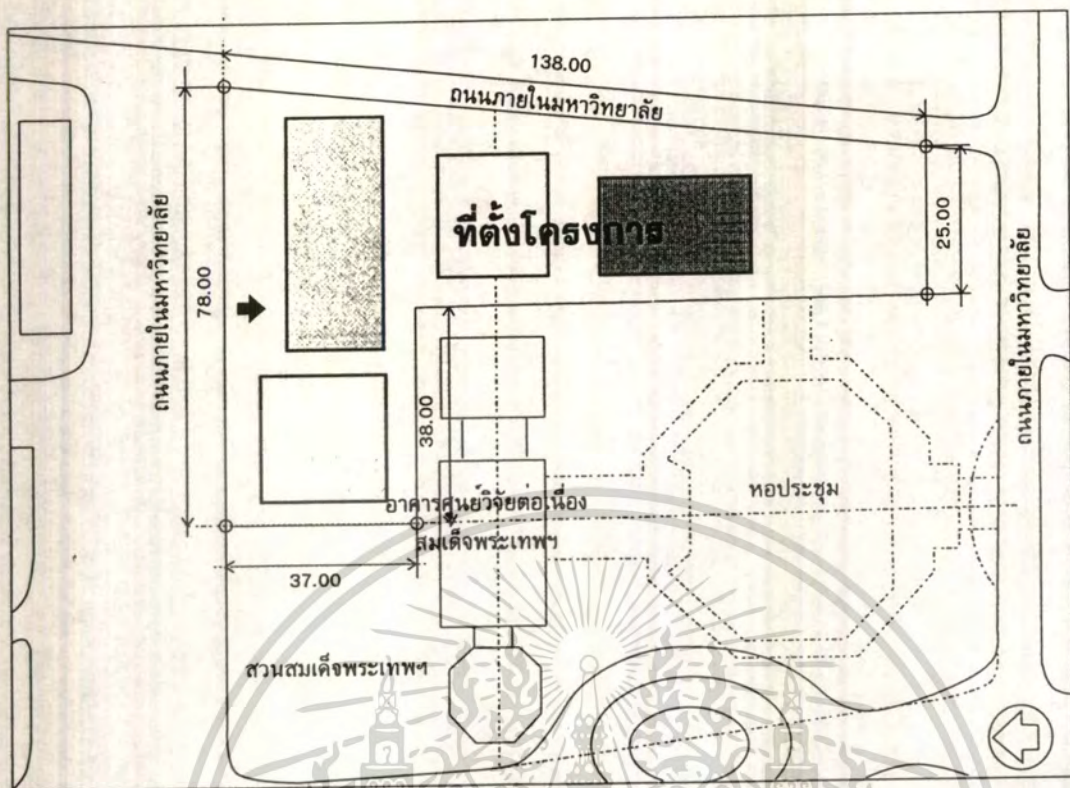 138.00
ถนนภายในมหาวิทยาลัย
ถนนภายในมหาวิทยาลัย
78.00
ที่ตั้งโครงการ
25.00
ถนนภายในมหาวิทยาลัย
38.00
หอประชุม
อาคารศูนย์วิจัยต่อเนื่อง
สมเด็จพระเทพฯ
37.00
สวนสมเด็จพระเทพฯ